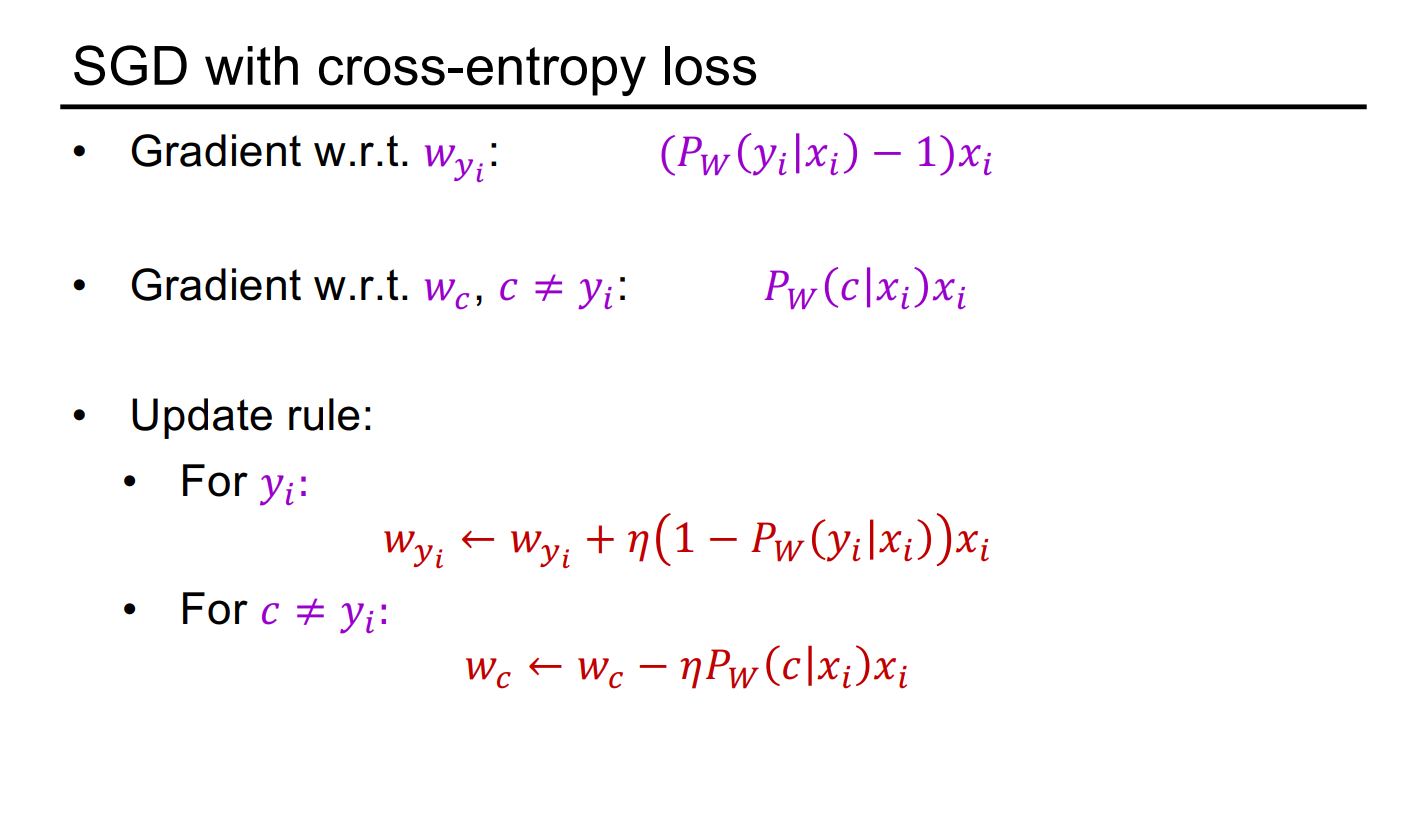 SGD with cross-entropy loss
• Gradient w.r.t. $w_{y_i}$: $(P_W(y_i|x_i) - 1)x_i$
• Gradient w.r.t. $w_c$, $c \neq y_i$: $P_W(c|x_i)x_i$
• Update rule:
• For $y_i$:
$w_{y_i} \leftarrow w_{y_i} + \eta(1 - P_W(y_i|x_i))x_i$
• For $c \neq y_i$:
$w_c \leftarrow w_c - \eta P_W(c|x_i)x_i$